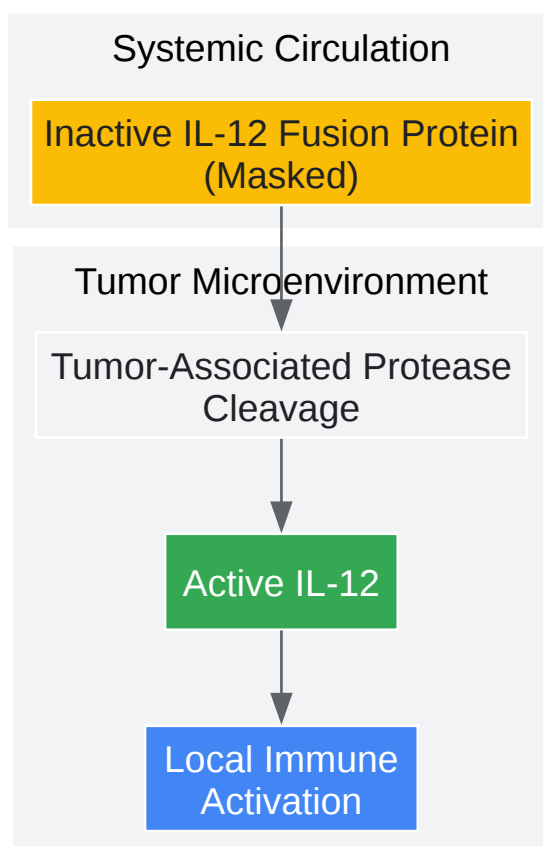 Systemic Circulation
Inactive IL-12 Fusion Protein
(Masked)
Tumor Microenvironment
Tumor-Associated Protease
Cleavage
Active IL-12
Local Immune
Activation